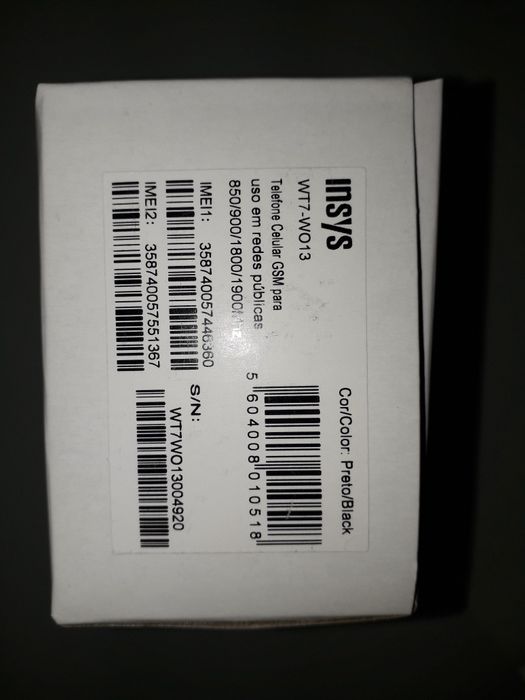 INSYS
WT7-WO13
Cor/Color: Preto/Black
Telefone Celular GSM para
uso em redes públicas
850/900/1800/1900Mhz
5 604008 010518
IMEI1: 358740057446360
S/N:
WT7WO13004920
IMEI2: 358740057551367